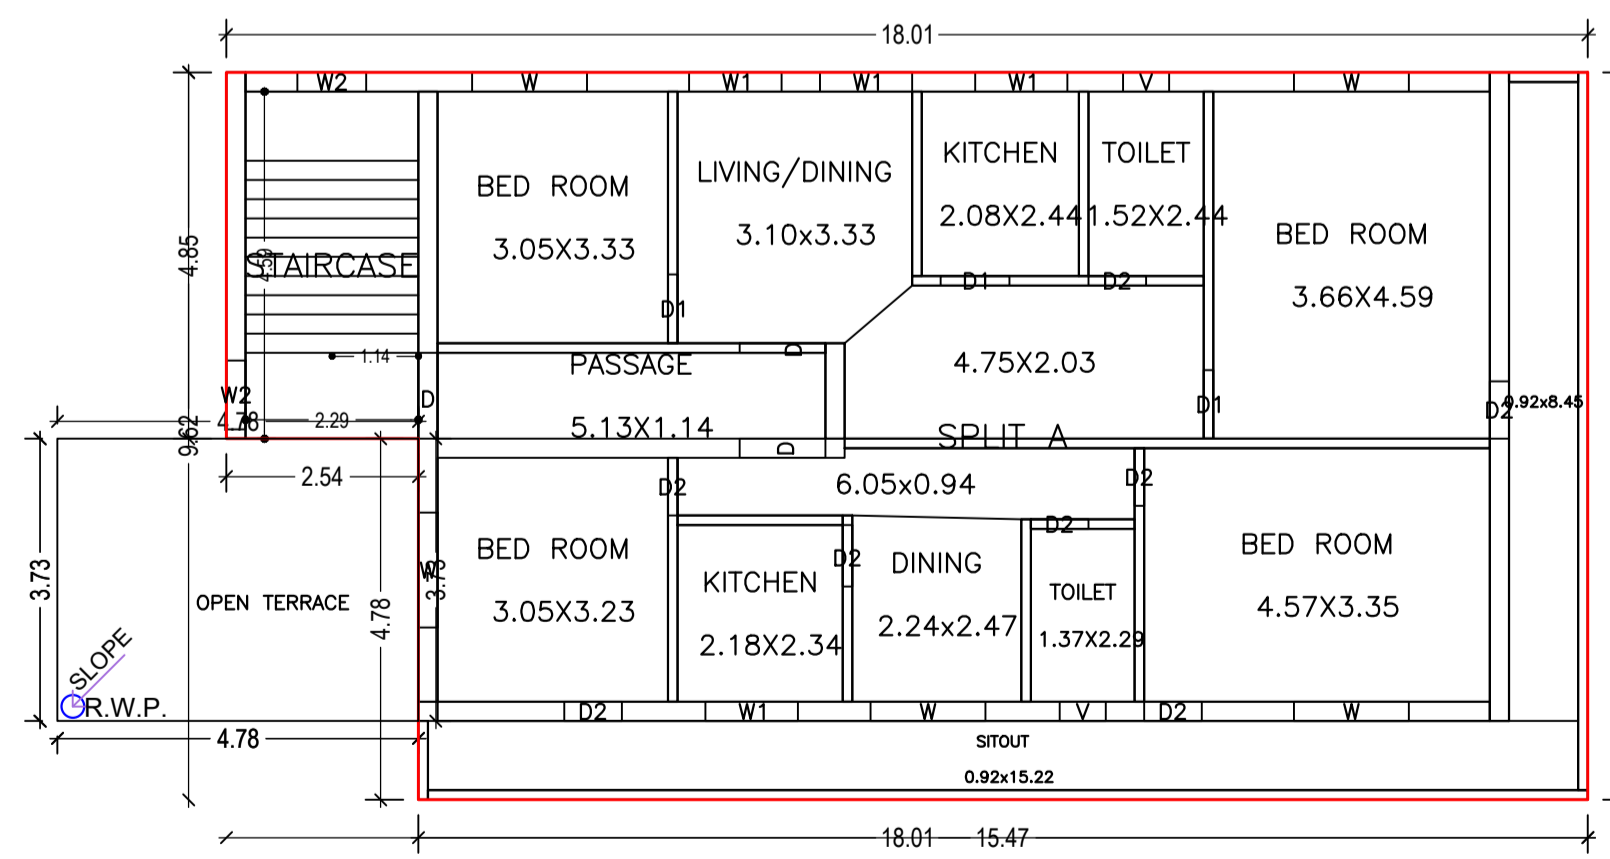 18.01
W2 W W1 W1 W1 V W
KITCHEN TOILET
LIVING/DINING
BED ROOM
2.08X2.44 1.52X2.44
3.10x3.33
BED ROOM
3.05X3.33
4.85
4.59
STAIRCASE
D1 D2
3.66X4.59
D1
D
1.14
PASSAGE
4.75X2.03
W2
D
D1
D2
0.92x8.45
4.78
2.29
5.13X1.14
9.62
SPLIT A
D
2.54
D2
6.05x0.94
D2
D2
BED ROOM
DINING
BED ROOM
D2
3.73
W
3.73
KITCHEN
TOILET
OPEN TERRACE
3.05X3.23
4.57X3.35
4.78
2.24x2.47
2.18X2.34
1.37X2.29
SLOPE
R.W.P.
D2 W1 W V D2 W
4.78
SITOUT
0.92x15.22
18.01 15.47